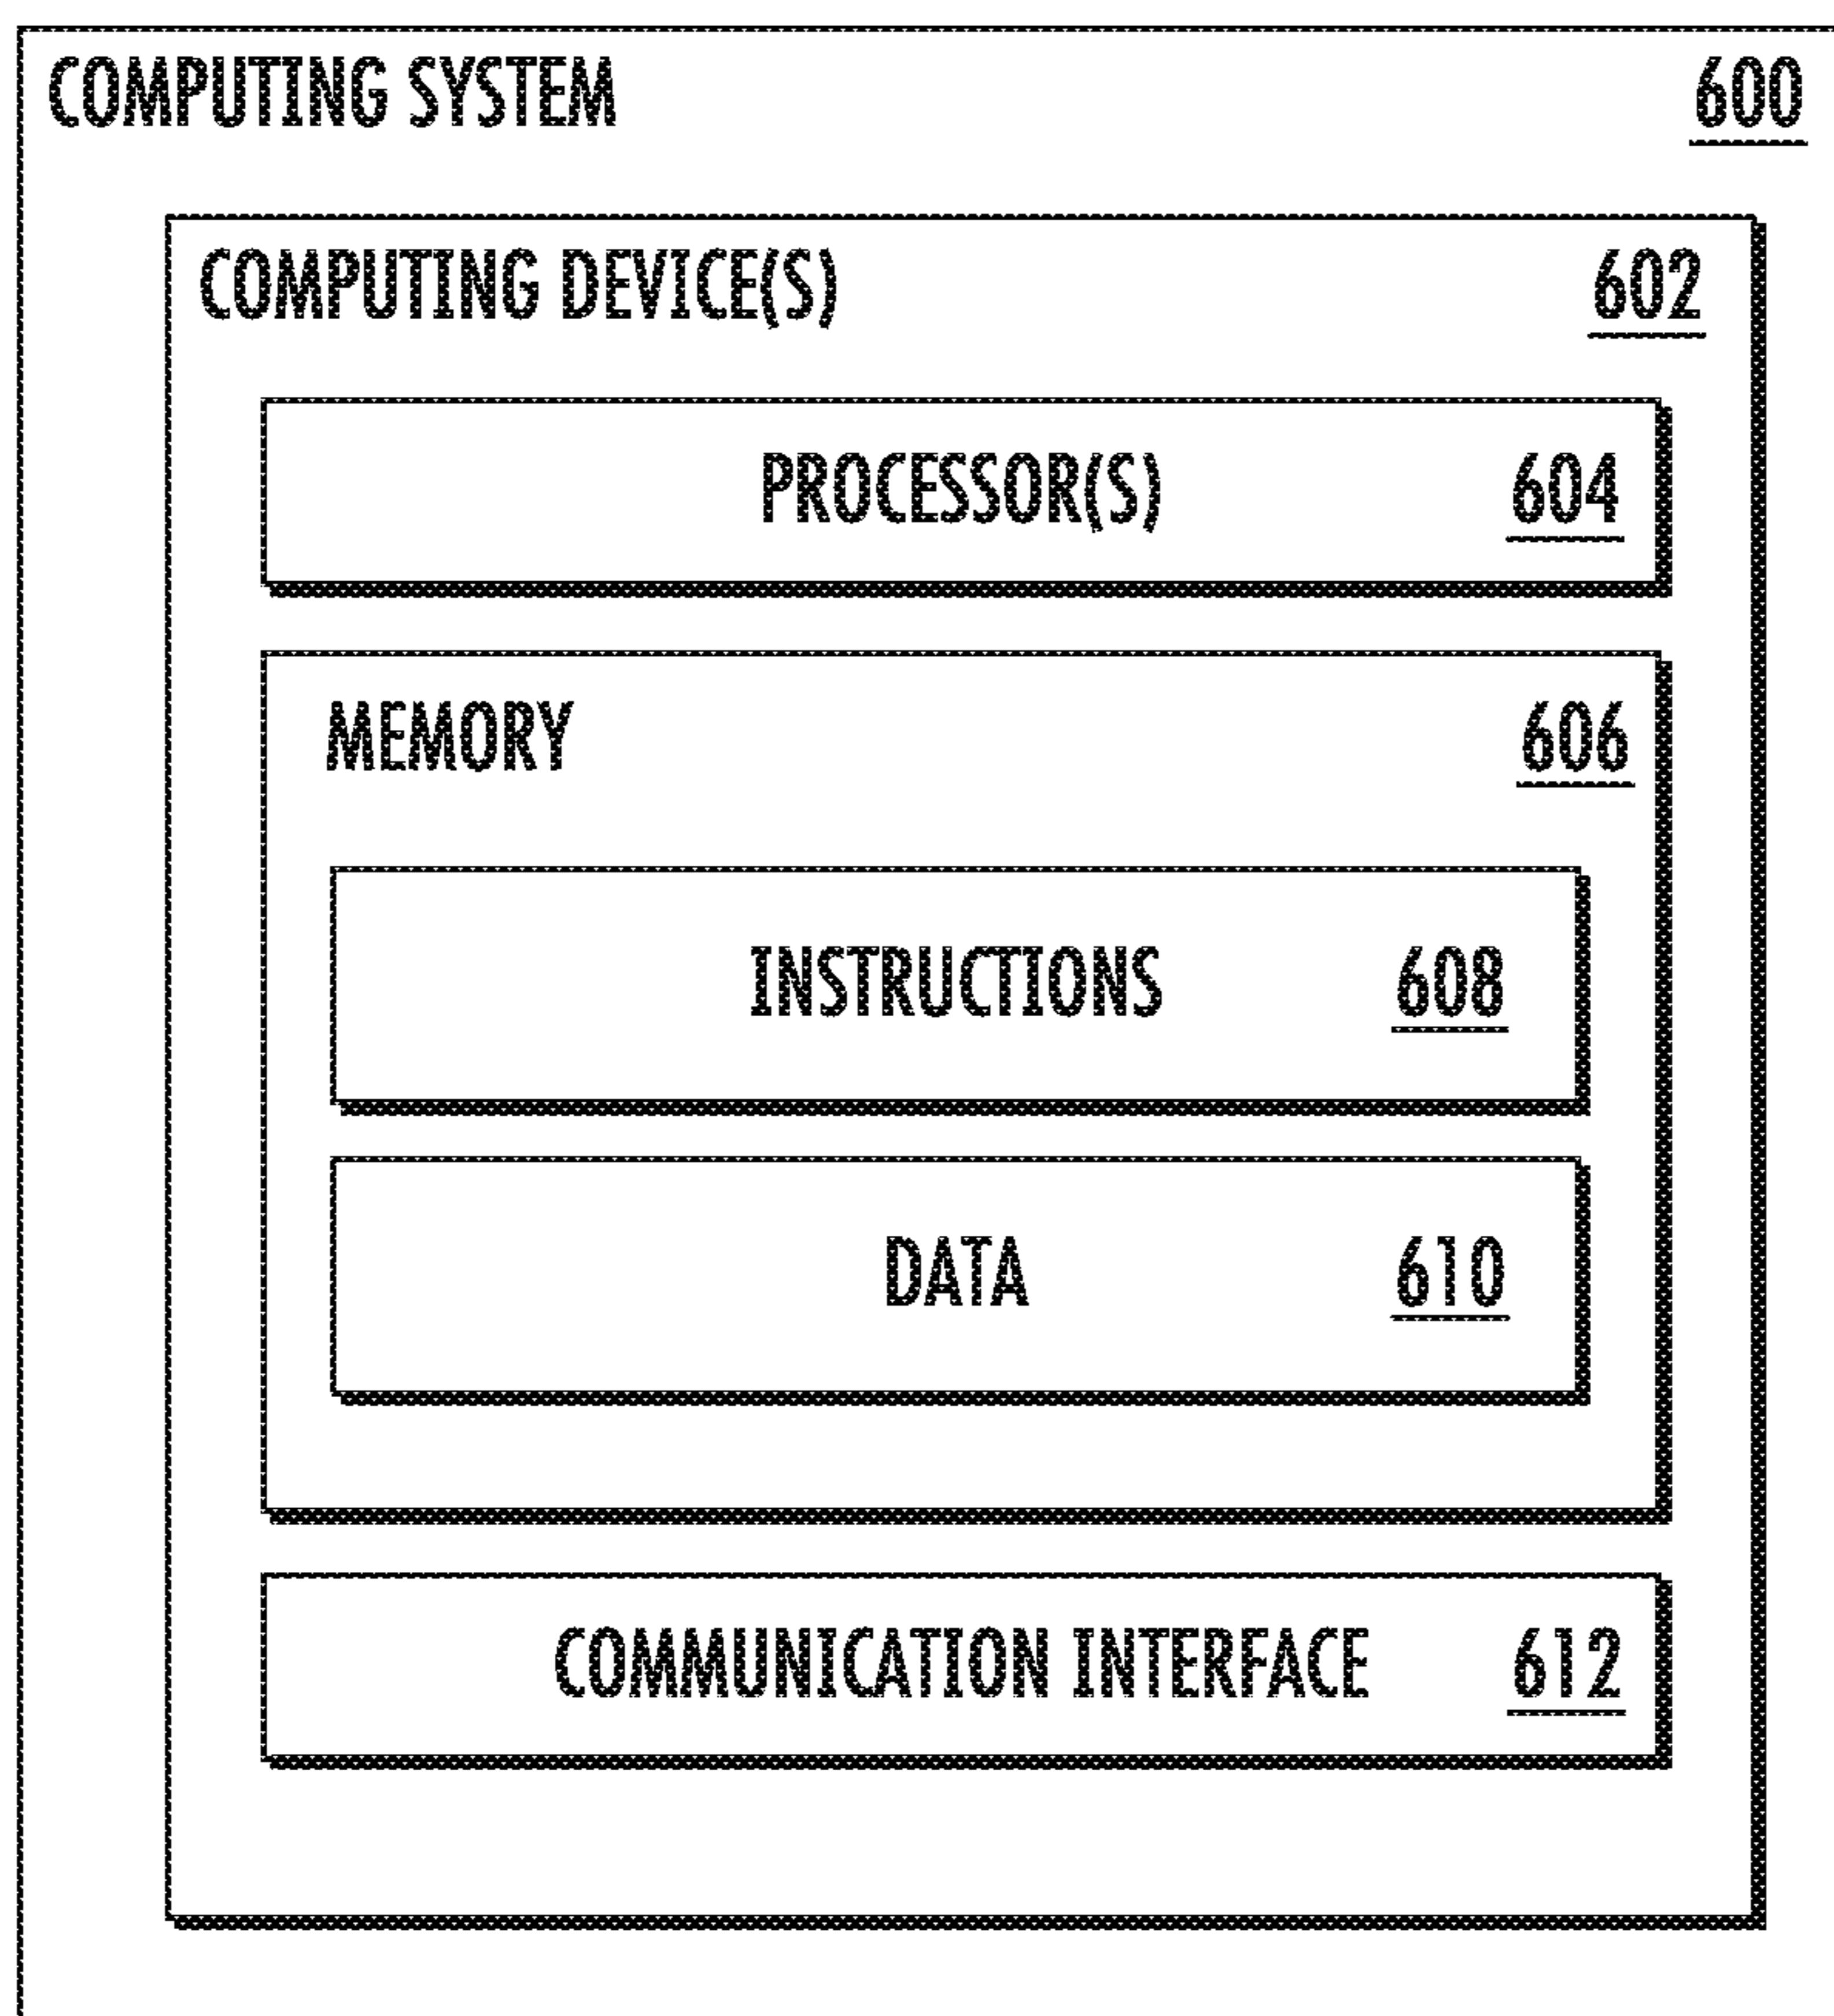 COMPUTING SYSTEM 600
COMPUTING DEVICE(S) 602
PROCESSOR(S) 604
MEMORY 606
INSTRUCTIONS 608
DATA 610
COMMUNICATION INTERFACE 612